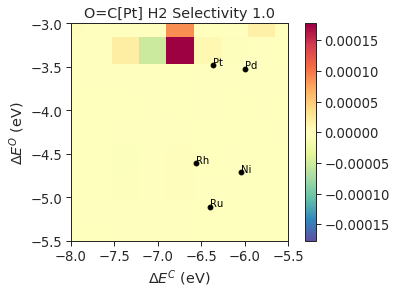 O=C[Pt] H2 Selectivity 1.0
−3.0
−3.5
−4.0
−4.5
−5.0
−5.5
ΔE^O (eV)
Pt
Pd
Rh
Ni
Ru
−8.0 −7.5 −7.0 −6.5 −6.0 −5.5
ΔE^C (eV)
0.00015
0.00010
0.00005
0.00000
−0.00005
−0.00010
−0.00015